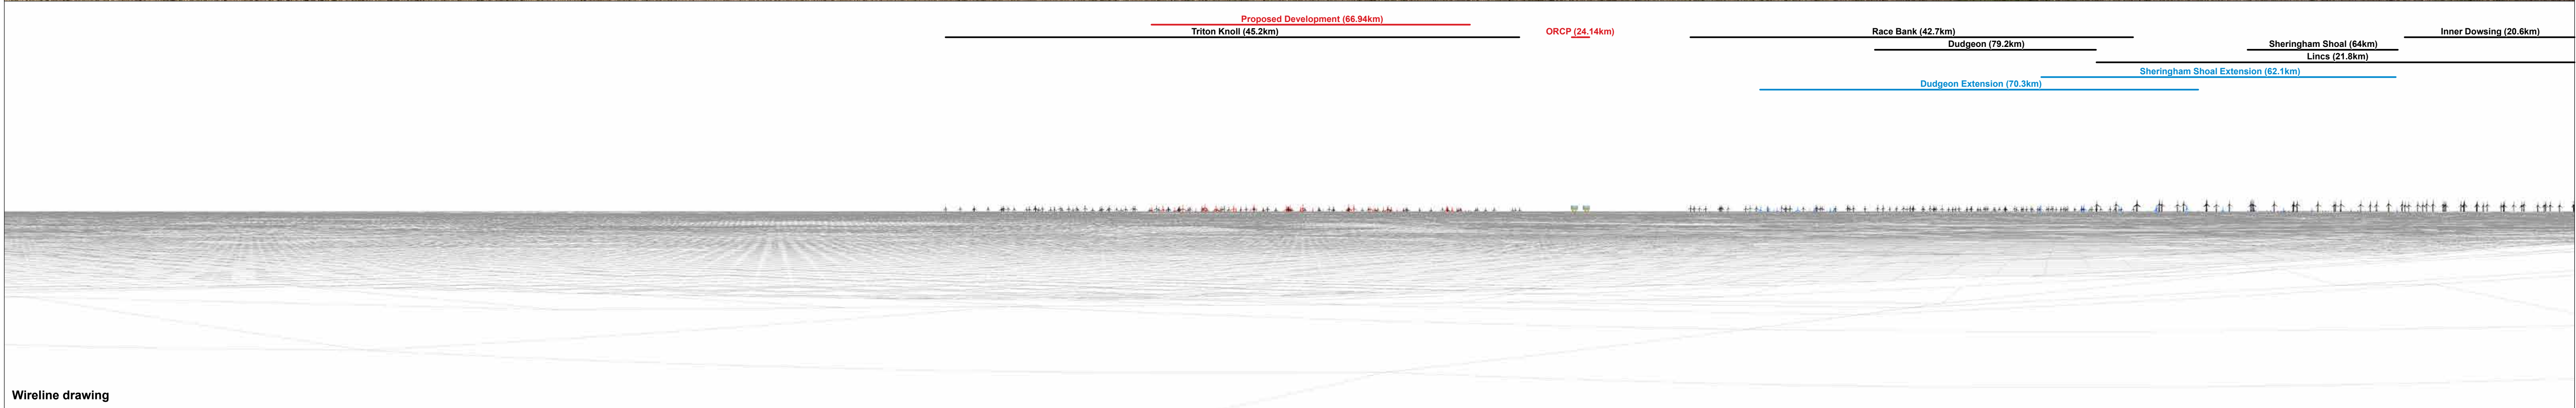 Proposed Development (66.94km)
Triton Knoll (45.2km)
ORCP (24.14km)
Race Bank (42.7km)
Inner Dowsing (20.6km)
Dudgeon (79.2km)
Sheringham Shoal (64km)
Lincs (21.8km)
Sheringham Shoal Extension (62.1km)
Dudgeon Extension (70.3km)
Wireline drawing